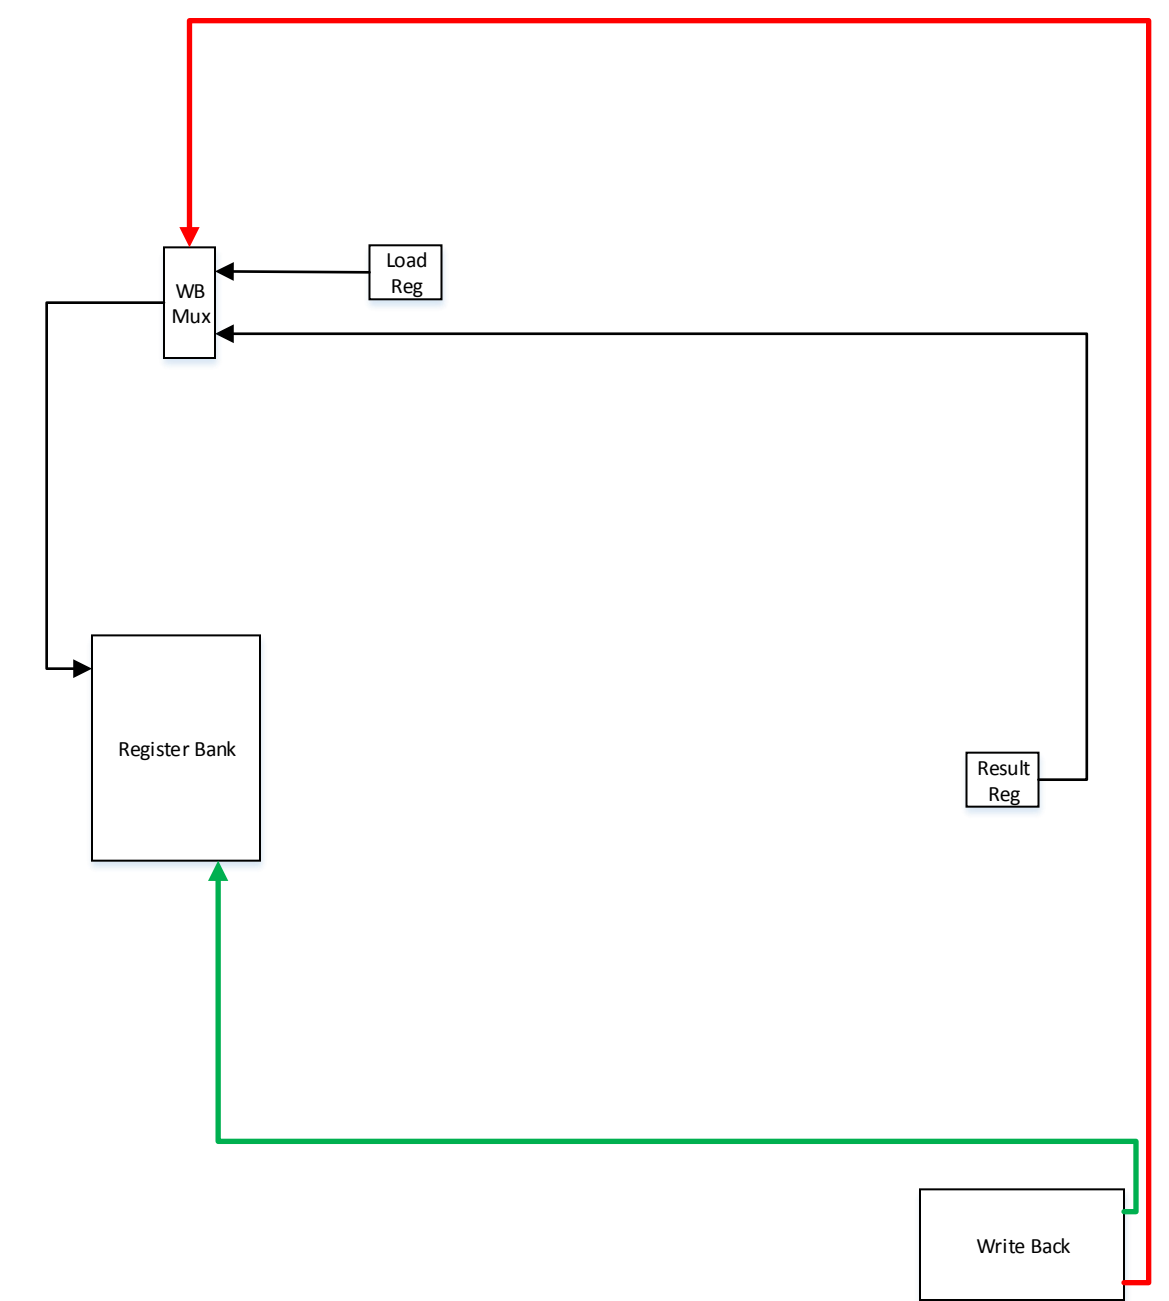 Load
Reg
WB
Mux
Register Bank
Result
Reg
Write Back